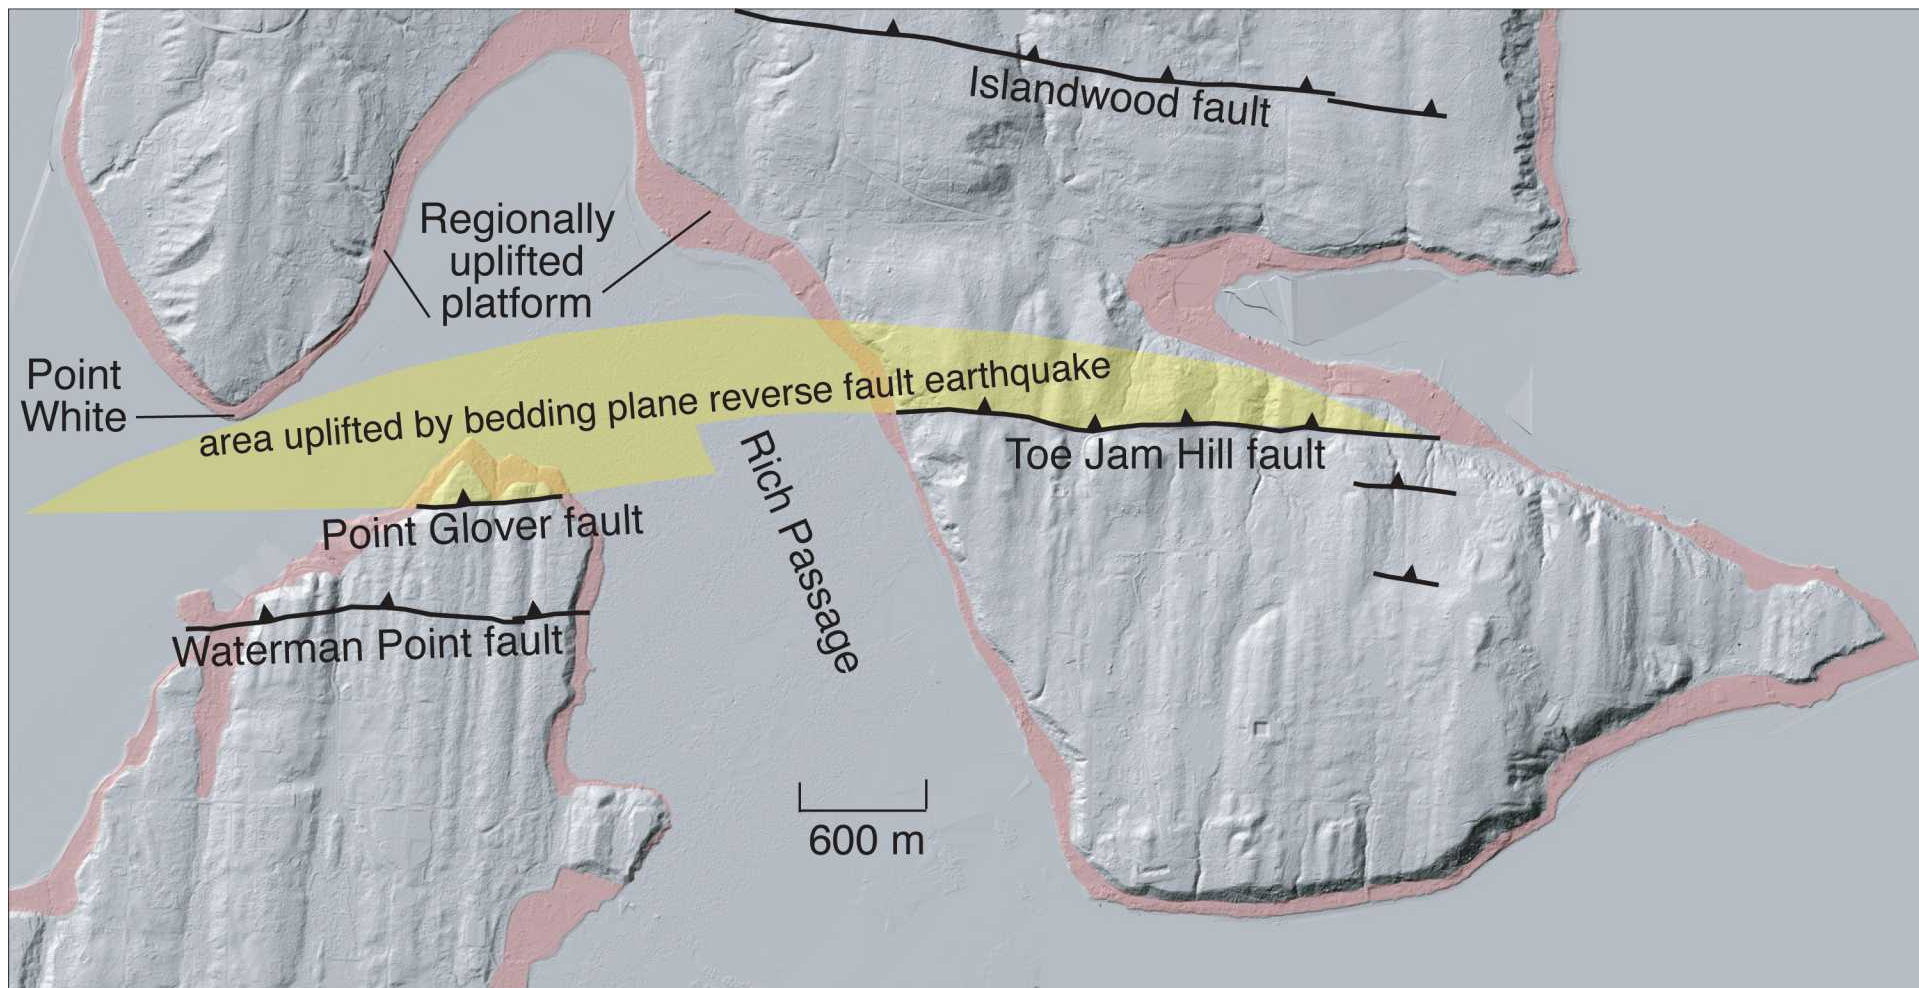 Islandwood fault
Regionally
uplifted
platform
Point
White
area uplifted by bedding plane reverse fault earthquake
Toe Jam Hill fault
Rich Passage
Point Glover fault
Waterman Point fault
600 m